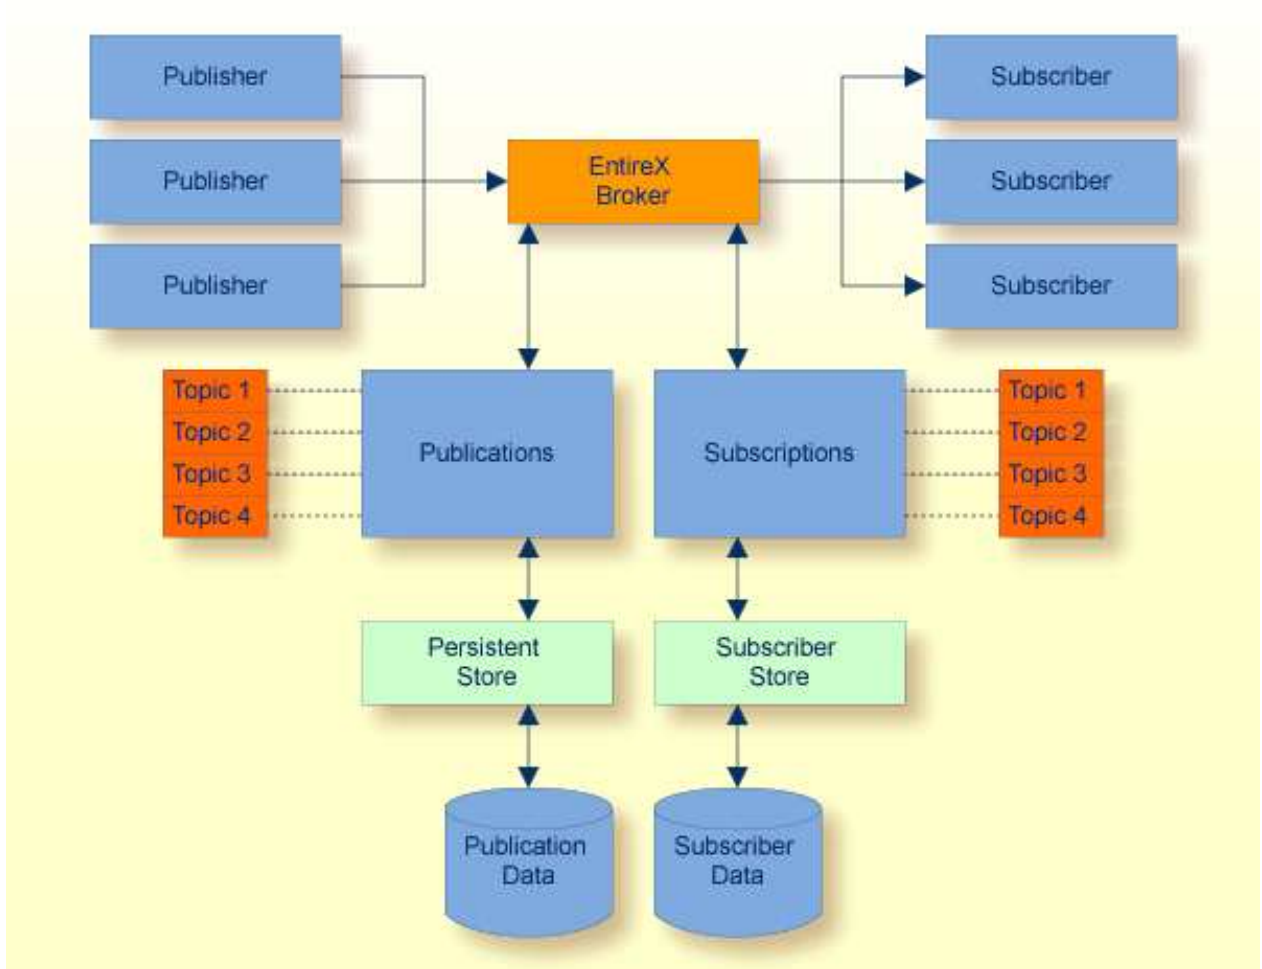 Publisher
Subscriber
EntireX
Broker
Publisher
Subscriber
Publisher
Subscriber
Topic 1
Topic 2
Topic 3
Topic 4
Publications
Subscriptions
Topic 1
Topic 2
Topic 3
Topic 4
Persistent
Store
Subscriber
Store
Publication
Data
Subscriber
Data